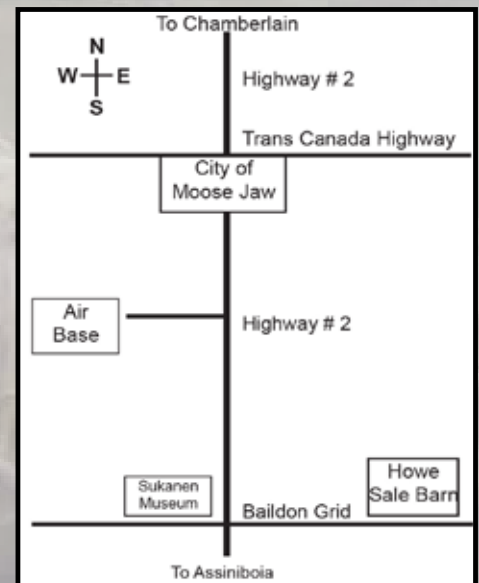 To Chamberlain
N
W E
S
Highway # 2
Trans Canada Highway
City of
Moose Jaw
Air
Base
Highway # 2
Howe
Sale Barn
Sukanen
Museum
Baildon Grid
To Assiniboia